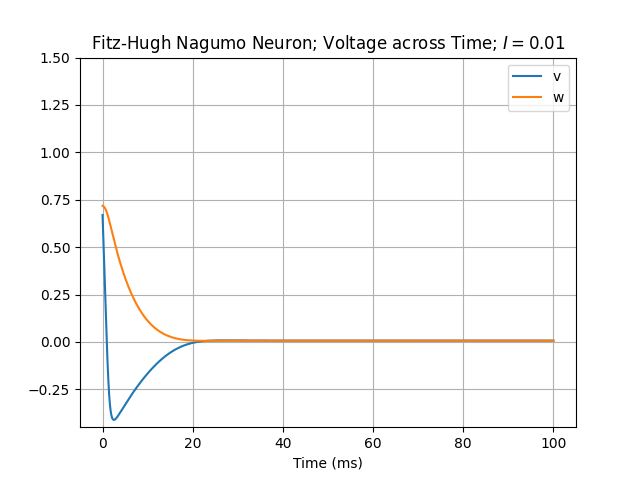 Fitz-Hugh Nagumo Neuron; Voltage across Time; I = 0.01
1.50
1.25
1.00
0.75
0.50
0.25
0.00
−0.25
v
w
0 20 40 60 80 100
Time (ms)